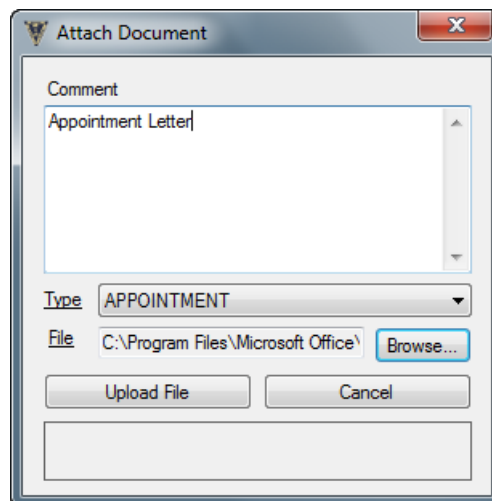 Attach Document
Comment
Appointment Letter
Type APPOINTMENT
File C:\Program Files\Microsoft Office\ Browse...
Upload File Cancel